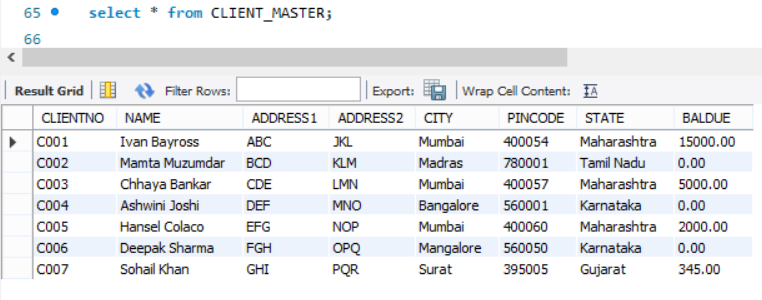 65 select * from CLIENT_MASTER;
66
Result Grid Filter Rows: Export: Wrap Cell Content: IA
CLIENTNO NAME ADDRESS1 ADDRESS2 CITY PINCODE STATE BALDUE
C001 Ivan Bayross ABC JKL Mumbai 400054 Maharashtra 15000.00
C002 Mamta Muzumdar BCD KLM Madras 780001 Tamil Nadu 0.00
C003 Chhaya Bankar CDE LMN Mumbai 400057 Maharashtra 5000.00
C004 Ashwini Joshi DEF MNO Bangalore 560001 Karnataka 0.00
C005 Hansel Colaco EFG NOP Mumbai 400060 Maharashtra 2000.00
C006 Deepak Sharma FGH OPQ Mangalore 560050 Karnataka 0.00
C007 Sohail Khan GHI PQR Surat 395005 Gujarat 345.00